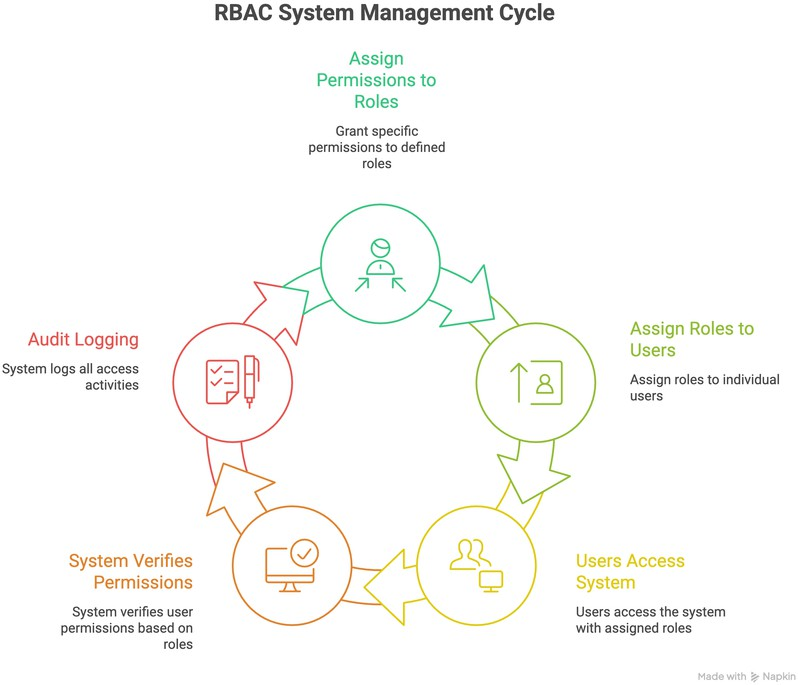 RBAC System Management Cycle
Assign
Permissions to
Roles
Grant specific
permissions to defined
roles
Assign Roles to
Users
Assign roles to individual
users
Users Access
System
Users access the system
with assigned roles
System Verifies
Permissions
System verifies user
permissions based on
roles
Audit Logging
System logs all access
activities
Made with Napkin